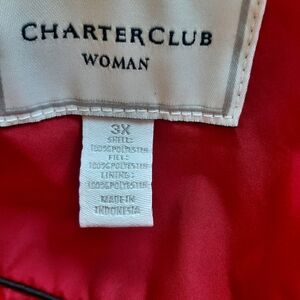 CHARTERCLUB
WOMAN
3X
SHELL:
100%POLYESTER
FILL:
100%POLYESTER
LINING:
100%POLYESTER
MADE IN
INDONESIA